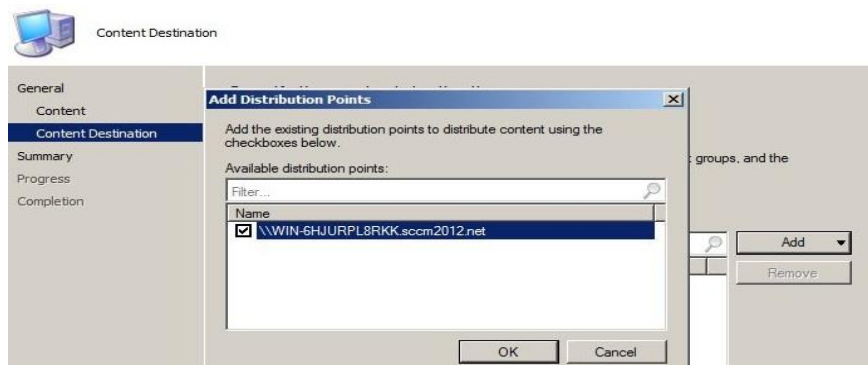 Content Destination
General
Content
Content Destination
Summary
Progress
Completion
Add Distribution Points
Add the existing distribution points to distribute content using the
checkboxes below.
Available distribution points:
Filter...
Name
\\WIN-6HJURPL8RKK.sccm2012.net
OK
Cancel
groups, and the
Add
Remove